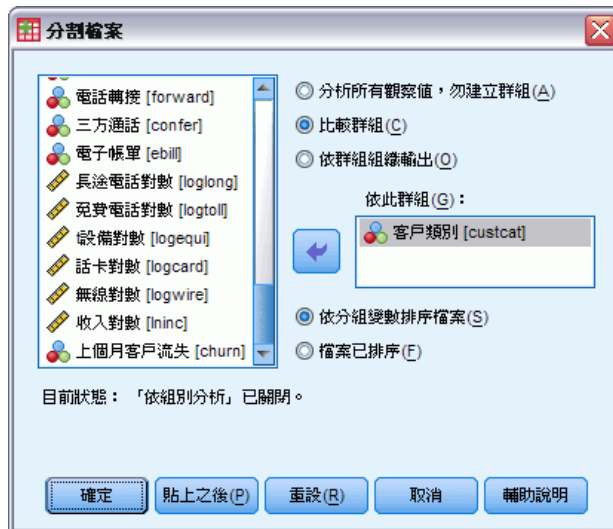 分割檔案
電話轉接 [forward]
三方通話 [confer]
電子帳單 [ebill]
長途電話對數 [loglong]
免費電話對數 [logtoll]
設備對數 [logequi]
話卡對數 [logcard]
無線對數 [logwire]
收入對數 [lninc]
上個月客戶流失 [churn]
分析所有觀察值，勿建立群組(A)
比較群組(C)
依群組組織輸出(O)
依此群組(G)：
客戶類別 [custcat]
依分組變數排序檔案(S)
檔案已排序(F)
目前狀態： 「依組別分析」已關閉。
確定
貼上之後(P)
重設(R)
取消
輔助說明